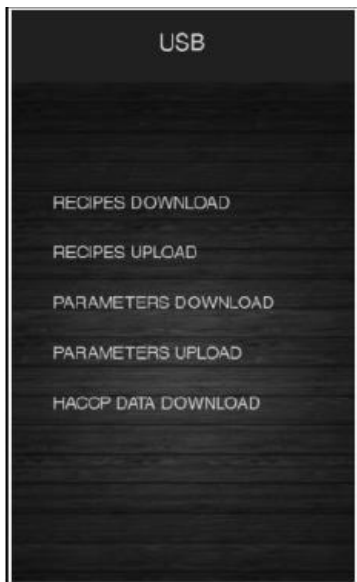 USB
RECIPES DOWNLOAD
RECIPES UPLOAD
PARAMETERS DOWNLOAD
PARAMETERS UPLOAD
HACCP DATA DOWNLOAD